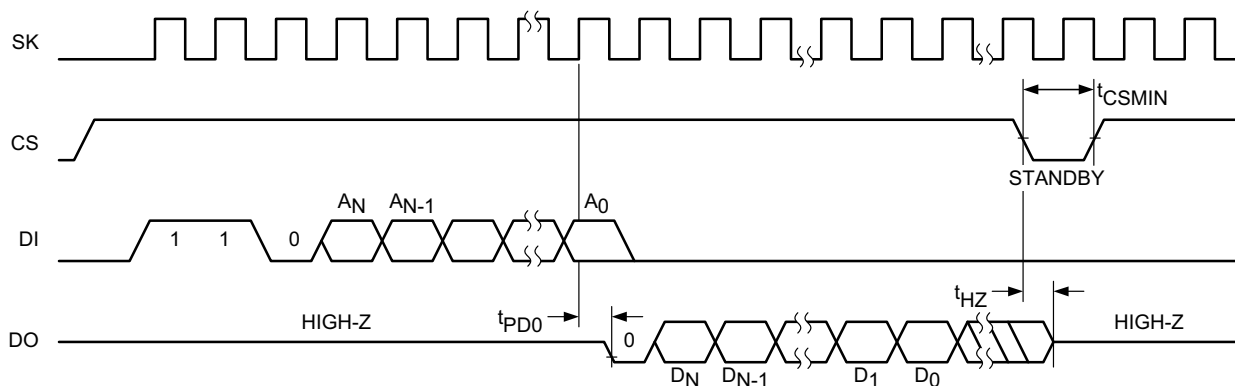 SK
tCSMIN
CS
STANDBY
AN AN-1 A0
DI 1 1 0
tHZ
HIGH-Z tPD0 0 HIGH-Z
DO
DN DN-1 D1 D0